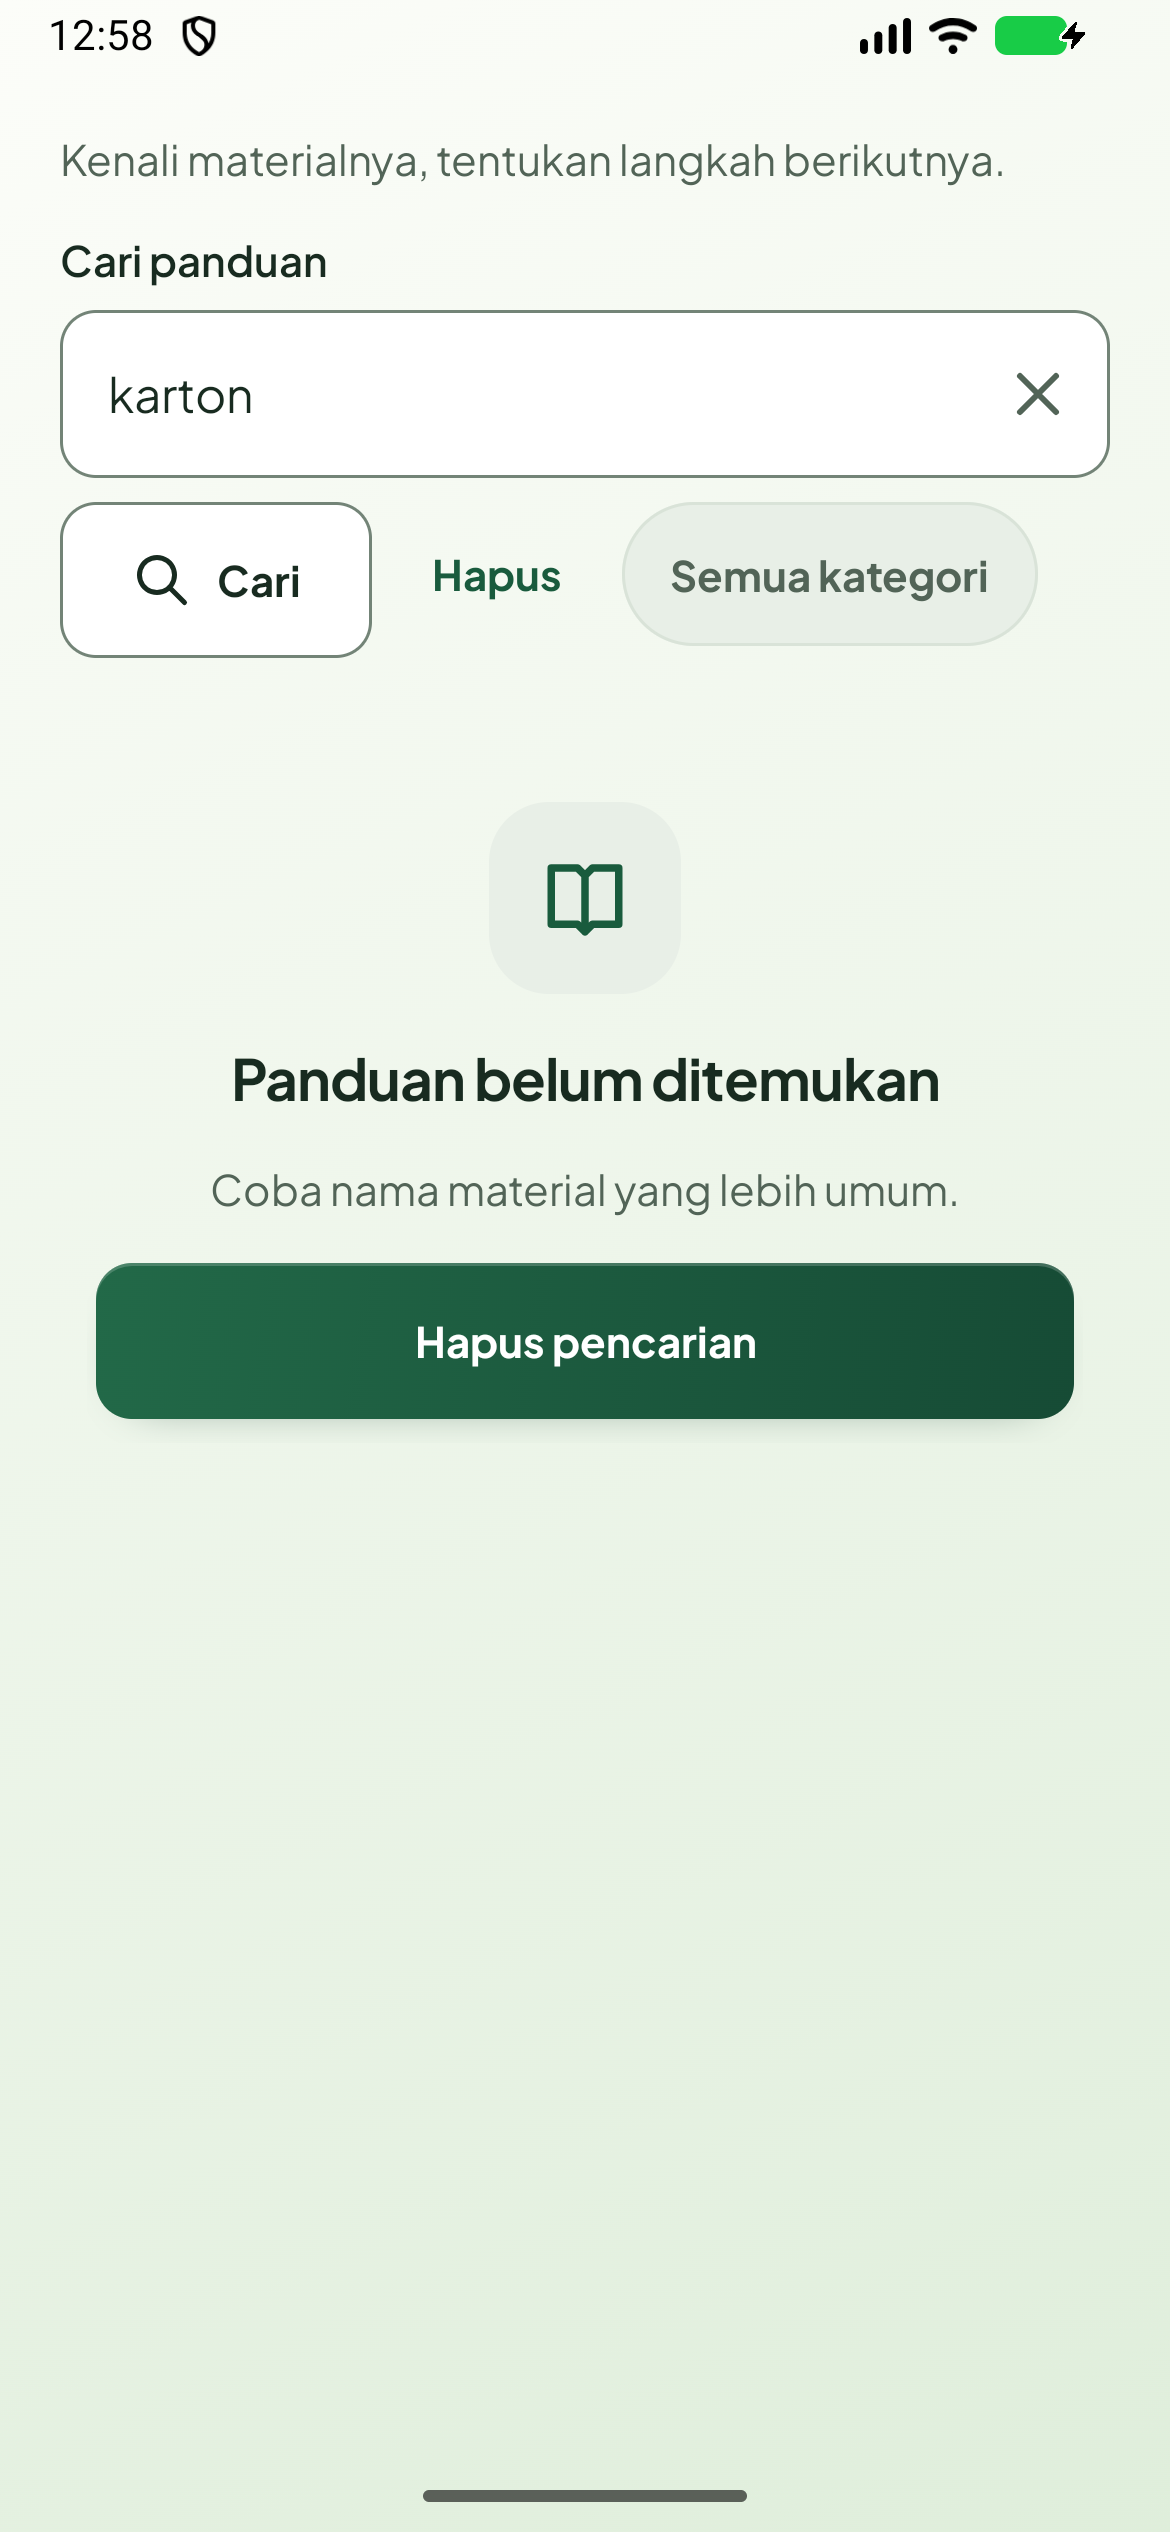 12:58
Kenali materialnya, tentukan langkah berikutnya.
Cari panduan
karton
Cari
Hapus
Semua kategori
Panduan belum ditemukan
Coba nama material yang lebih umum.
Hapus pencarian